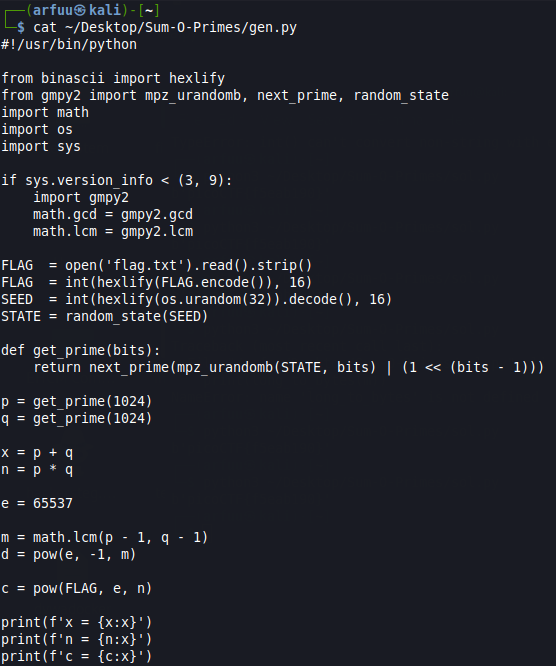 ┌──(arfuu㉿kali)-[~]
└─$ cat ~/Desktop/Sum-O-Primes/gen.py
#!/usr/bin/python

from binascii import hexlify
from gmpy2 import mpz_urandomb, next_prime, random_state
import math
import os
import sys

if sys.version_info < (3, 9):
    import gmpy2
    math.gcd = gmpy2.gcd
    math.lcm = gmpy2.lcm

FLAG  = open('flag.txt').read().strip()
FLAG  = int(hexlify(FLAG.encode()), 16)
SEED  = int(hexlify(os.urandom(32)).decode(), 16)
STATE = random_state(SEED)

def get_prime(bits):
    return next_prime(mpz_urandomb(STATE, bits) | (1 << (bits - 1)))

p = get_prime(1024)
q = get_prime(1024)

x = p + q
n = p * q

e = 65537

m = math.lcm(p - 1, q - 1)
d = pow(e, -1, m)

c = pow(FLAG, e, n)

print(f'x = {x:x}')
print(f'n = {n:x}')
print(f'c = {c:x}')